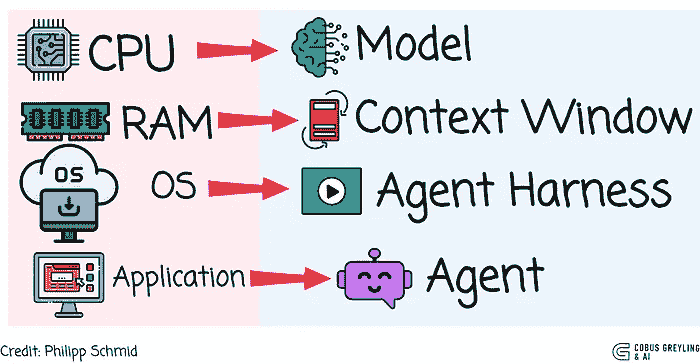 CPU Model
RAM Context Window
OS OS Agent Harness
Application Agent
Credit: Philipp Schmid
COBUS GREYLING
& AI